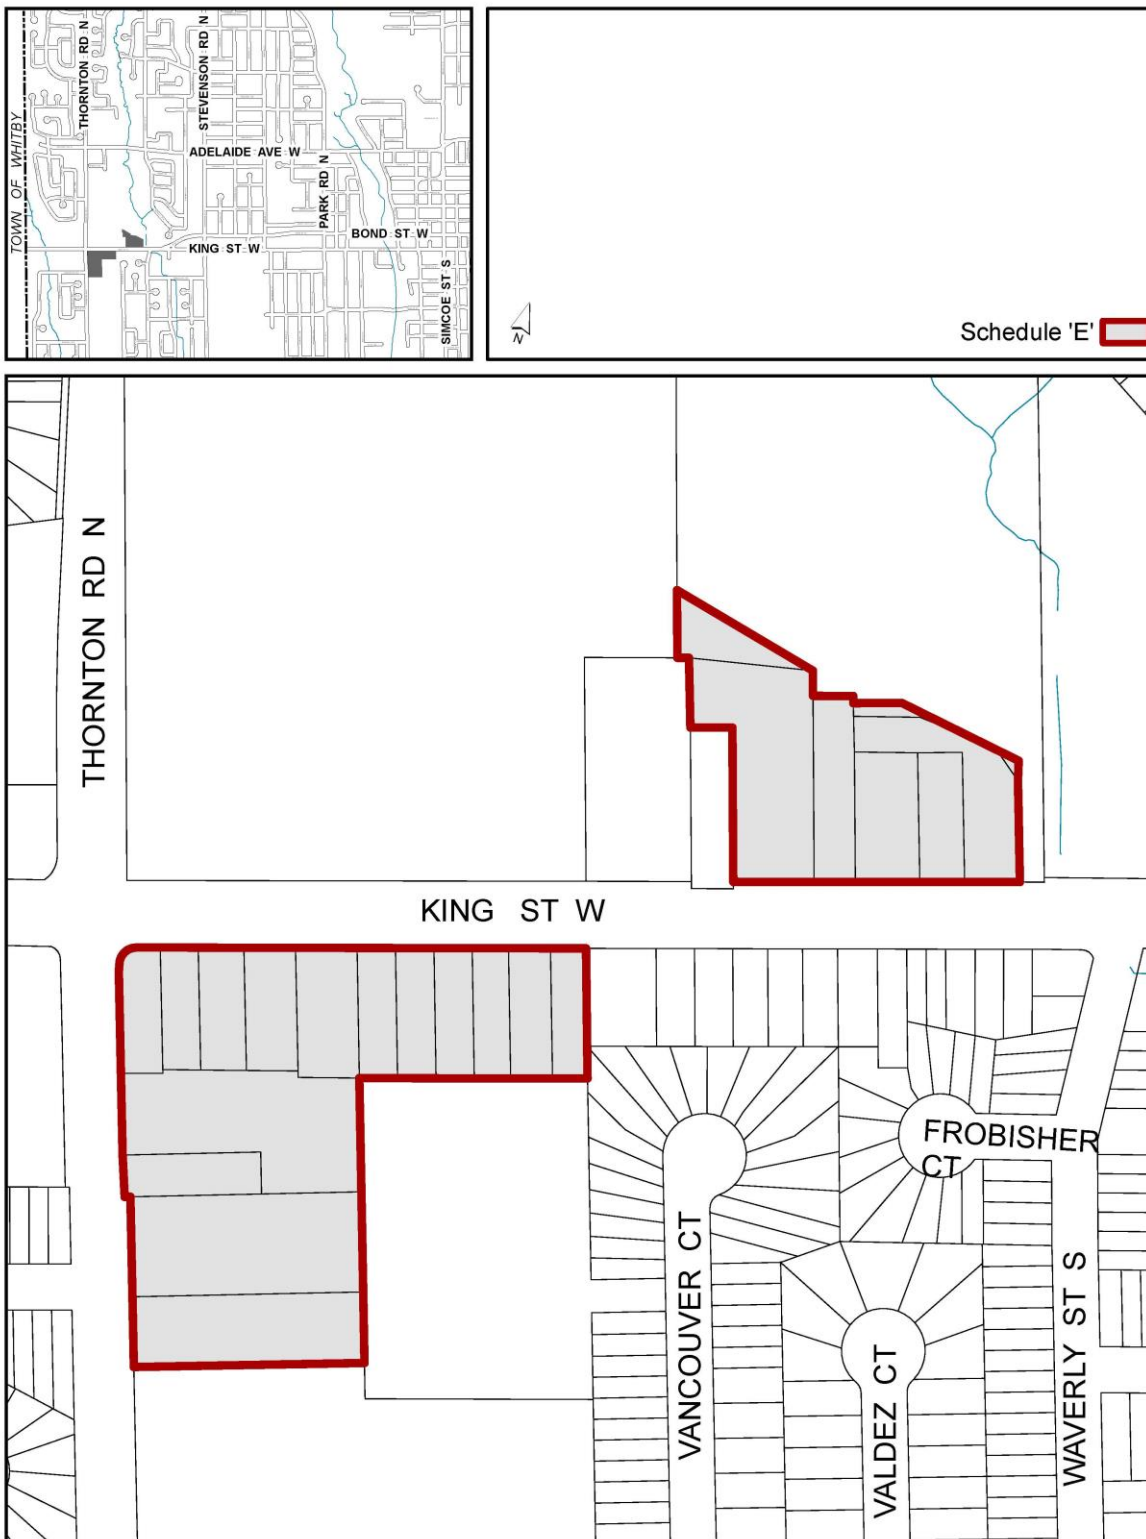 TOWN OF WHITBY
THORNTON RD N
STEVENSON RD N
ADELAIDE AVE W
PARK RD N
BOND ST W
KING ST W
SIMCOE ST S
N
Schedule 'E'
THORNTON RD N
KING ST W
FROBISHER
CT
VANCOUVER CT
VALDEZ CT
WAVERLY ST S